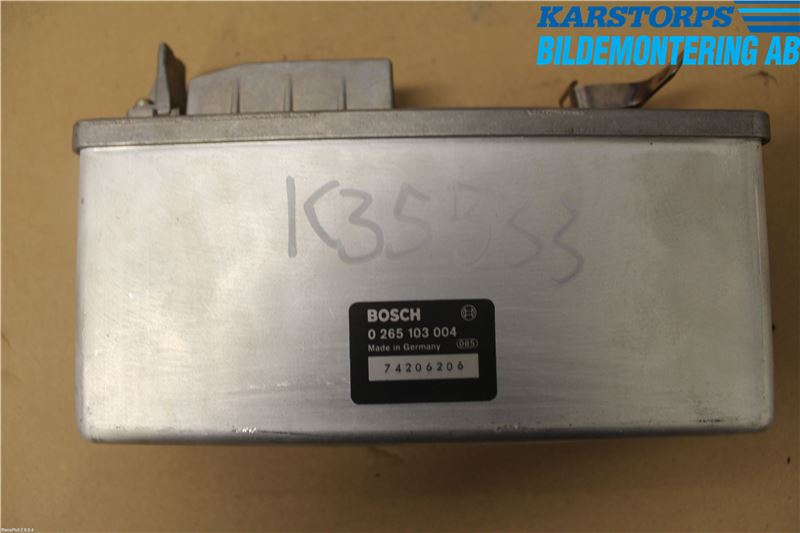 KARSTORPS
BILDEMONTERING AB
K35533
BOSCH
0 265 103 004
Made in Germany 085
74206206